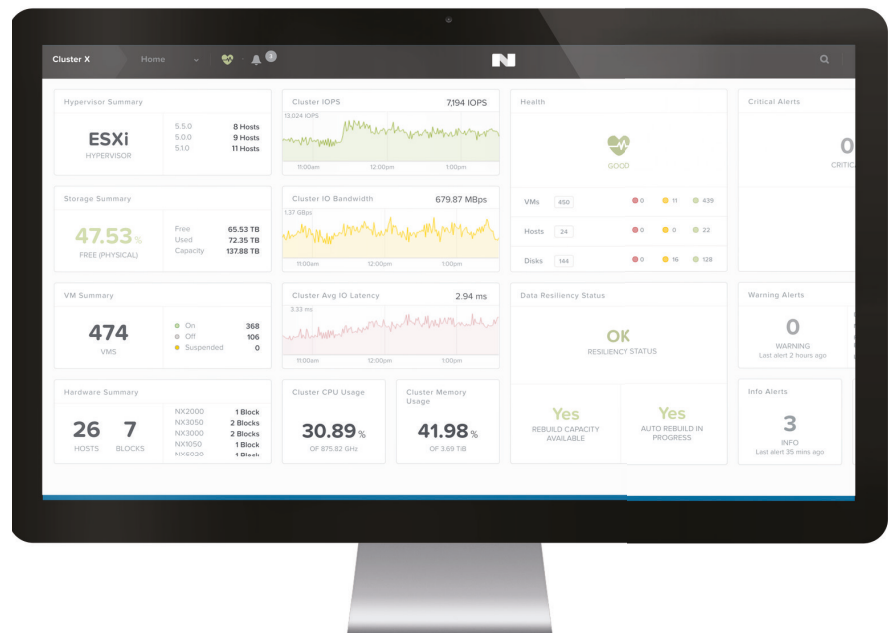 Cluster X
Home
3
N
Hypervisor Summary
ESXi
HYPERVISOR
5.5.0 8 Hosts
5.0.0 9 Hosts
5.1.0 11 Hosts
Cluster IOPS 7,194 IOPS
13,024 IOPS
11:00am 12:00pm 1:00pm
Health
GOOD
VMs 450 0 11 439
Hosts 24 0 0 22
Disks 144 0 16 128
Critical Alerts
0
Storage Summary
47.53%
FREE (PHYSICAL)
Free 65.53 TB
Used 72.35 TB
Capacity 137.88 TB
Cluster IO Bandwidth 679.87 MBps
1.37 GBps
11:00am 12:00pm 1:00pm
VM Summary
474
VMS
On 368
Off 106
Suspended 0
Cluster Avg IO Latency 2.94 ms
3.33 ms
11:00am 12:00pm 1:00pm
Data Resiliency Status
OK
RESILIENCY STATUS
Yes
REBUILD CAPACITY
AVAILABLE
Yes
AUTO REBUILD IN
PROGRESS
Warning Alerts
0
WARNING
Last alert 2 hours ago
Hardware Summary
26
HOSTS
7
BLOCKS
NX2000 1 Block
NX3050 2 Blocks
NX3000 2 Blocks
NX1050 1 Block
Cluster CPU Usage
30.89%
OF 875.82 GHz
Cluster Memory
Usage
41.98%
OF 3.69 TiB
Info Alerts
3
INFO
Last alert 35 mins ago